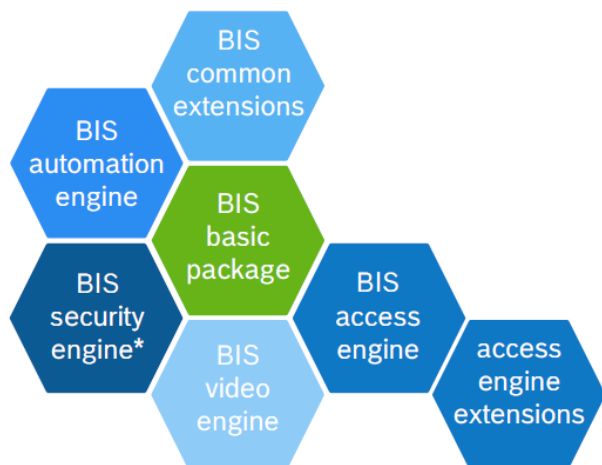 BIS
common
extensions
BIS
automation
engine
BIS
basic
package
BIS
security
engine*
BIS
access
engine
BIS
video
engine
access
engine
extensions